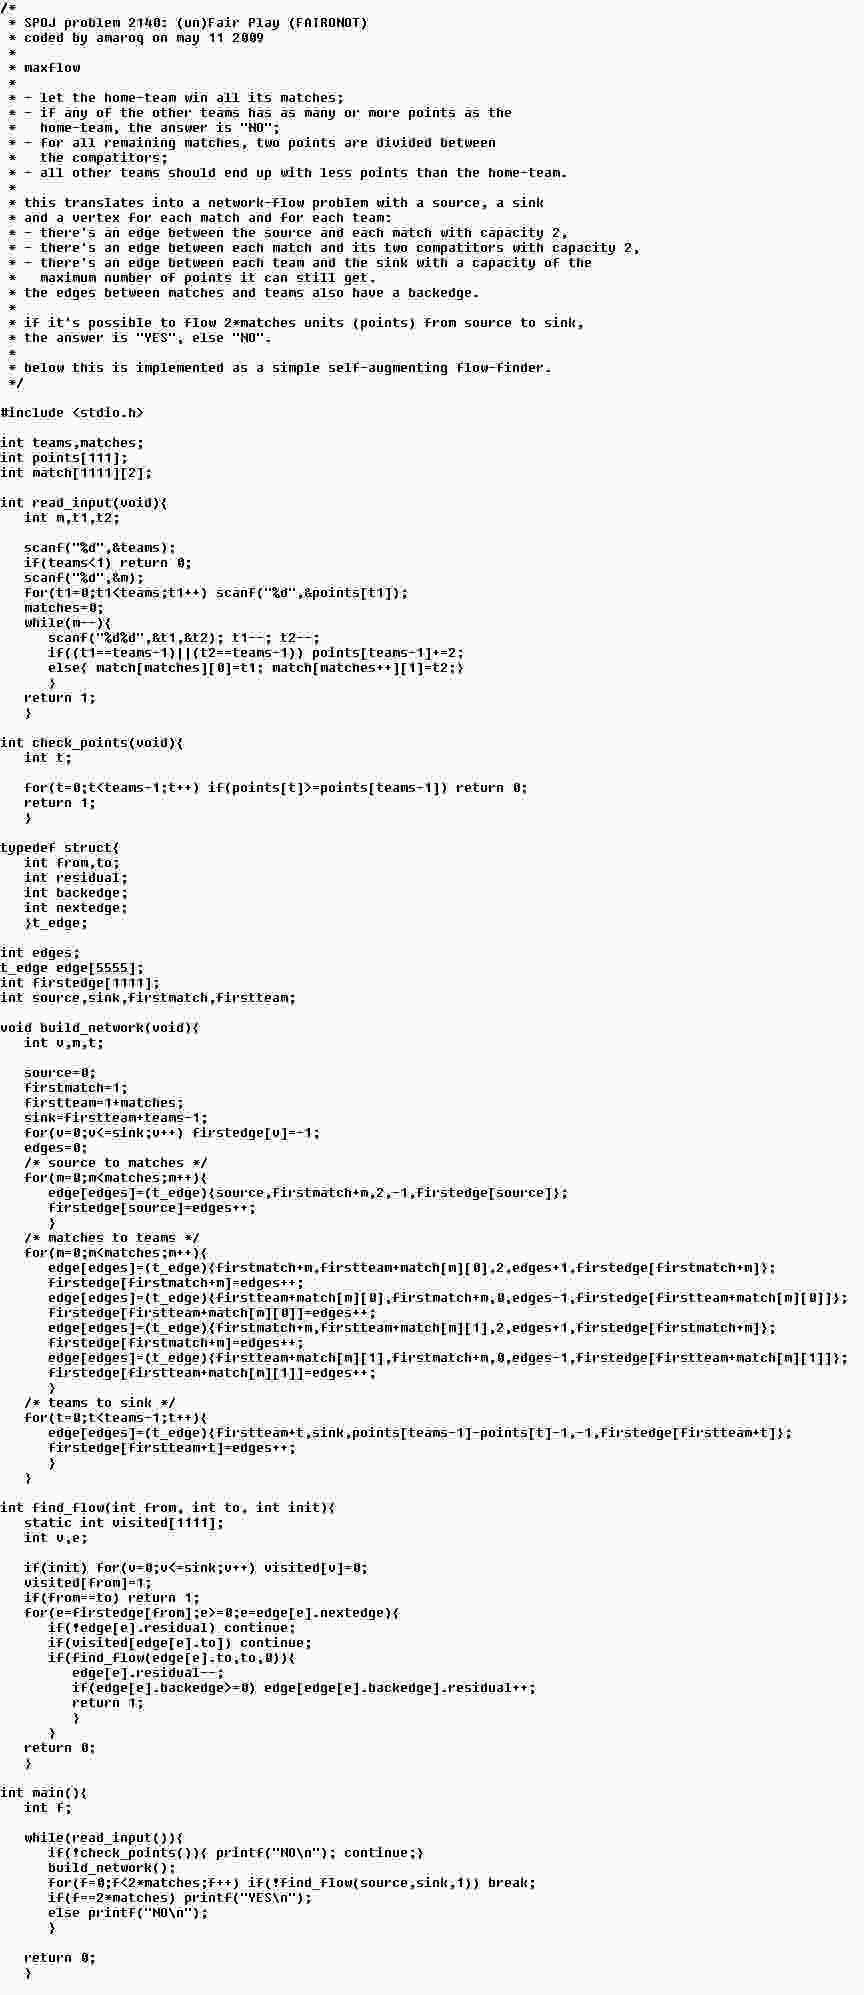 /*
 * SPOJ problem 2140: (un)Fair Play (FAIRONOT)
 * coded by amaroq on may 11 2009
 *
 * maxflow
 *
 * - let the home-team win all its matches;
 * - if any of the other teams has as many or more points as the
 *   home-team, the answer is "NO";
 * - for all remaining matches, two points are divided between
 *   the compatitors;
 * - all other teams should end up with less points than the home-team.
 *
 * this translates into a network-flow problem with a source, a sink
 * and a vertex for each match and for each team:
 * - there's an edge between the source and each match with capacity 2,
 * - there's an edge between each match and its two compatitors with capacity 2,
 * - there's an edge between each team and the sink with a capacity of the
 *   maximum number of points it can still get.
 * the edges between matches and teams also have a backedge.
 *
 * if it's possible to flow 2*matches units (points) from source to sink,
 * the answer is "YES", else "NO".
 *
 * below this is implemented as a simple self-augmenting flow-finder.
 */

#include <stdio.h>

int teams,matches;
int points[111];
int match[1111][2];

int read_input(void){
   int m,t1,t2;

   scanf("%d",&teams);
   if(teams<1) return 0;
   scanf("%d",&m);
   for(t1=0;t1<teams;t1++) scanf("%d",&points[t1]);
   matches=0;
   while(m--){
      scanf("%d%d",&t1,&t2); t1--; t2--;
      if((t1==teams-1)||(t2==teams-1)) points[teams-1]+=2;
      else{ match[matches][0]=t1; match[matches++][1]=t2;}
      }
   return 1;
   }

int check_points(void){
   int t;

   for(t=0;t<teams-1;t++) if(points[t]>=points[teams-1]) return 0;
   return 1;
   }

typedef struct{
   int from,to;
   int residual;
   int backedge;
   int nextedge;
   }t_edge;

int edges;
t_edge edge[5555];
int firstedge[1111];
int source,sink,firstmatch,firstteam;

void build_network(void){
   int v,m,t;

   source=0;
   firstmatch=1;
   firstteam=1+matches;
   sink=firstteam+teams-1;
   for(v=0;v<=sink;v++) firstedge[v]=-1;
   edges=0;
   /* source to matches */
   for(m=0;m<matches;m++){
      edge[edges]=(t_edge){source,firstmatch+m,2,-1,firstedge[source]};
      firstedge[source]=edges++;
      }
   /* matches to teams */
   for(m=0;m<matches;m++){
      edge[edges]=(t_edge){firstmatch+m,firstteam+match[m][0],2,edges+1,firstedge[firstmatch+m]};
      firstedge[firstmatch+m]=edges++;
      edge[edges]=(t_edge){firstteam+match[m][0],firstmatch+m,0,edges-1,firstedge[firstteam+match[m][0]]};
      firstedge[firstteam+match[m][0]]=edges++;
      edge[edges]=(t_edge){firstmatch+m,firstteam+match[m][1],2,edges+1,firstedge[firstmatch+m]};
      firstedge[firstmatch+m]=edges++;
      edge[edges]=(t_edge){firstteam+match[m][1],firstmatch+m,0,edges-1,firstedge[firstteam+match[m][1]]};
      firstedge[firstteam+match[m][1]]=edges++;
      }
   /* teams to sink */
   for(t=0;t<teams-1;t++){
      edge[edges]=(t_edge){firstteam+t,sink,points[teams-1]-points[t]-1,-1,firstedge[firstteam+t]};
      firstedge[firstteam+t]=edges++;
      }
   }

int find_flow(int from, int to, int init){
   static int visited[1111];
   int v,e;

   if(init) for(v=0;v<=sink;v++) visited[v]=0;
   visited[from]=1;
   if(from==to) return 1;
   for(e=firstedge[from];e>=0;e=edge[e].nextedge){
      if(!edge[e].residual) continue;
      if(visited[edge[e].to]) continue;
      if(find_flow(edge[e].to,to,0)){
         edge[e].residual--;
         if(edge[e].backedge>=0) edge[edge[e].backedge].residual++;
         return 1;
         }
      }
   return 0;
   }

int main(){
   int f;

   while(read_input()){
      if(!check_points()){ printf("NO\n"); continue;}
      build_network();
      for(f=0;f<2*matches;f++) if(!find_flow(source,sink,1)) break;
      if(f==2*matches) printf("YES\n");
      else printf("NO\n");
      }

   return 0;
   }